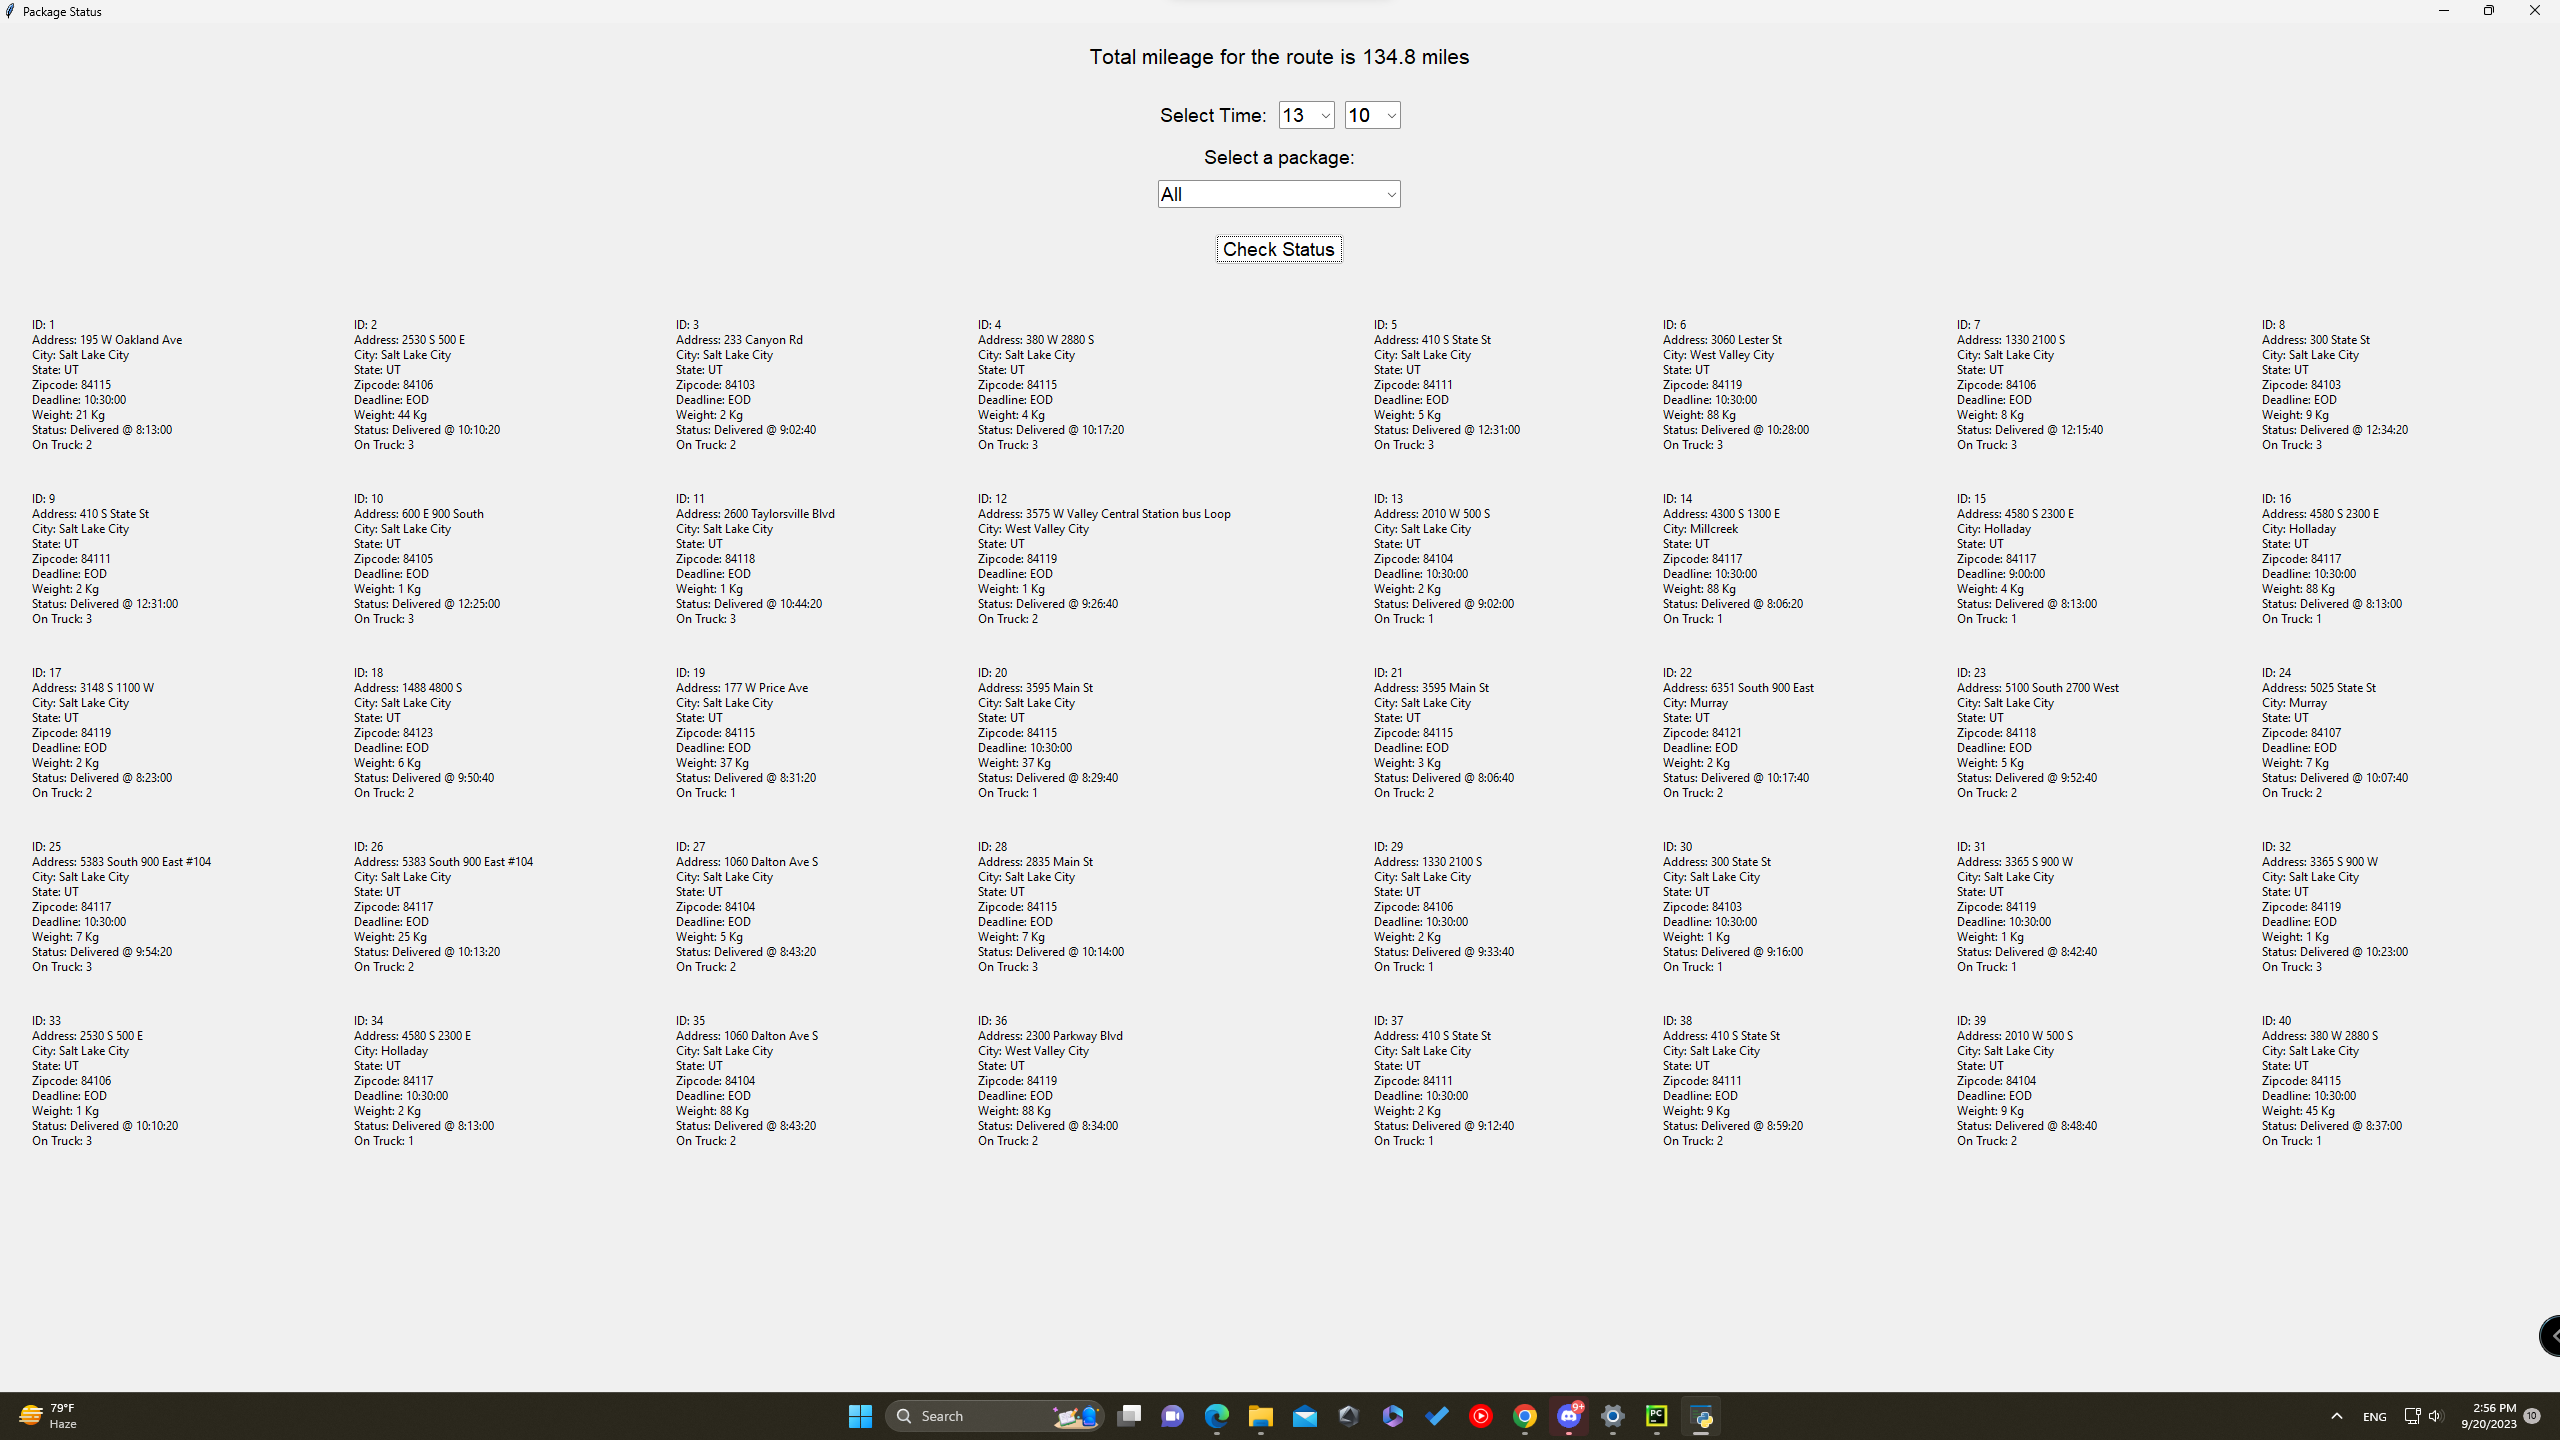 Package Status
Total mileage for the route is 134.8 miles
Select Time: 13 10
Select a package:
All
Check Status
ID: 1
Address: 195 W Oakland Ave
City: Salt Lake City
State: UT
Zipcode: 84115
Deadline: 10:30:00
Weight: 21 Kg
Status: Delivered @ 8:13:00
On Truck: 2
ID: 2
Address: 2530 S 500 E
City: Salt Lake City
State: UT
Zipcode: 84106
Deadline: EOD
Weight: 44 Kg
Status: Delivered @ 10:10:20
On Truck: 3
ID: 3
Address: 233 Canyon Rd
City: Salt Lake City
State: UT
Zipcode: 84103
Deadline: EOD
Weight: 2 Kg
Status: Delivered @ 9:02:40
On Truck: 2
ID: 4
Address: 380 W 2880 S
City: Salt Lake City
State: UT
Zipcode: 84115
Deadline: EOD
Weight: 4 Kg
Status: Delivered @ 10:17:20
On Truck: 3
ID: 5
Address: 410 S State St
City: Salt Lake City
State: UT
Zipcode: 84111
Deadline: EOD
Weight: 5 Kg
Status: Delivered @ 12:31:00
On Truck: 3
ID: 6
Address: 3060 Lester St
City: West Valley City
State: UT
Zipcode: 84119
Deadline: 10:30:00
Weight: 88 Kg
Status: Delivered @ 10:28:00
On Truck: 3
ID: 7
Address: 1330 2100 S
City: Salt Lake City
State: UT
Zipcode: 84106
Deadline: EOD
Weight: 8 Kg
Status: Delivered @ 12:15:40
On Truck: 3
ID: 8
Address: 300 State St
City: Salt Lake City
State: UT
Zipcode: 84103
Deadline: EOD
Weight: 9 Kg
Status: Delivered @ 12:34:20
On Truck: 3
ID: 9
Address: 410 S State St
City: Salt Lake City
State: UT
Zipcode: 84111
Deadline: EOD
Weight: 2 Kg
Status: Delivered @ 12:31:00
On Truck: 3
ID: 10
Address: 600 E 900 South
City: Salt Lake City
State: UT
Zipcode: 84105
Deadline: EOD
Weight: 1 Kg
Status: Delivered @ 12:25:00
On Truck: 3
ID: 11
Address: 2600 Taylorsville Blvd
City: Salt Lake City
State: UT
Zipcode: 84118
Deadline: EOD
Weight: 1 Kg
Status: Delivered @ 10:44:20
On Truck: 3
ID: 12
Address: 3575 W Valley Central Station bus Loop
City: West Valley City
State: UT
Zipcode: 84119
Deadline: EOD
Weight: 1 Kg
Status: Delivered @ 9:26:40
On Truck: 2
ID: 13
Address: 2010 W 500 S
City: Salt Lake City
State: UT
Zipcode: 84104
Deadline: 10:30:00
Weight: 2 Kg
Status: Delivered @ 9:02:00
On Truck: 1
ID: 14
Address: 4300 S 1300 E
City: Millcreek
State: UT
Zipcode: 84117
Deadline: 10:30:00
Weight: 88 Kg
Status: Delivered @ 8:06:20
On Truck: 1
ID: 15
Address: 4580 S 2300 E
City: Holladay
State: UT
Zipcode: 84117
Deadline: 9:00:00
Weight: 4 Kg
Status: Delivered @ 8:13:00
On Truck: 1
ID: 16
Address: 4580 S 2300 E
City: Holladay
State: UT
Zipcode: 84117
Deadline: 10:30:00
Weight: 88 Kg
Status: Delivered @ 8:13:00
On Truck: 1
ID: 17
Address: 3148 S 1100 W
City: Salt Lake City
State: UT
Zipcode: 84119
Deadline: EOD
Weight: 2 Kg
Status: Delivered @ 8:23:00
On Truck: 2
ID: 18
Address: 1488 4800 S
City: Salt Lake City
State: UT
Zipcode: 84123
Deadline: EOD
Weight: 6 Kg
Status: Delivered @ 9:50:40
On Truck: 2
ID: 19
Address: 177 W Price Ave
City: Salt Lake City
State: UT
Zipcode: 84115
Deadline: EOD
Weight: 37 Kg
Status: Delivered @ 8:31:20
On Truck: 1
ID: 20
Address: 3595 Main St
City: Salt Lake City
State: UT
Zipcode: 84115
Deadline: 10:30:00
Weight: 37 Kg
Status: Delivered @ 8:29:40
On Truck: 1
ID: 21
Address: 3595 Main St
City: Salt Lake City
State: UT
Zipcode: 84115
Deadline: EOD
Weight: 3 Kg
Status: Delivered @ 8:06:40
On Truck: 2
ID: 22
Address: 6351 South 900 East
City: Murray
State: UT
Zipcode: 84121
Deadline: EOD
Weight: 2 Kg
Status: Delivered @ 10:17:40
On Truck: 2
ID: 23
Address: 5100 South 2700 West
City: Salt Lake City
State: UT
Zipcode: 84118
Deadline: EOD
Weight: 5 Kg
Status: Delivered @ 9:52:40
On Truck: 2
ID: 24
Address: 5025 State St
City: Murray
State: UT
Zipcode: 84107
Deadline: EOD
Weight: 7 Kg
Status: Delivered @ 10:07:40
On Truck: 2
ID: 25
Address: 5383 South 900 East #104
City: Salt Lake City
State: UT
Zipcode: 84117
Deadline: 10:30:00
Weight: 7 Kg
Status: Delivered @ 9:54:20
On Truck: 3
ID: 26
Address: 5383 South 900 East #104
City: Salt Lake City
State: UT
Zipcode: 84117
Deadline: EOD
Weight: 25 Kg
Status: Delivered @ 10:13:20
On Truck: 2
ID: 27
Address: 1060 Dalton Ave S
City: Salt Lake City
State: UT
Zipcode: 84104
Deadline: EOD
Weight: 5 Kg
Status: Delivered @ 8:43:20
On Truck: 2
ID: 28
Address: 2835 Main St
City: Salt Lake City
State: UT
Zipcode: 84115
Deadline: EOD
Weight: 7 Kg
Status: Delivered @ 10:14:00
On Truck: 3
ID: 29
Address: 1330 2100 S
City: Salt Lake City
State: UT
Zipcode: 84106
Deadline: 10:30:00
Weight: 2 Kg
Status: Delivered @ 9:33:40
On Truck: 1
ID: 30
Address: 300 State St
City: Salt Lake City
State: UT
Zipcode: 84103
Deadline: 10:30:00
Weight: 1 Kg
Status: Delivered @ 9:16:00
On Truck: 1
ID: 31
Address: 3365 S 900 W
City: Salt Lake City
State: UT
Zipcode: 84119
Deadline: 10:30:00
Weight: 1 Kg
Status: Delivered @ 8:42:40
On Truck: 1
ID: 32
Address: 3365 S 900 W
City: Salt Lake City
State: UT
Zipcode: 84119
Deadline: EOD
Weight: 1 Kg
Status: Delivered @ 10:23:00
On Truck: 3
ID: 33
Address: 2530 S 500 E
City: Salt Lake City
State: UT
Zipcode: 84106
Deadline: EOD
Weight: 1 Kg
Status: Delivered @ 10:10:20
On Truck: 3
ID: 34
Address: 4580 S 2300 E
City: Holladay
State: UT
Zipcode: 84117
Deadline: 10:30:00
Weight: 2 Kg
Status: Delivered @ 8:13:00
On Truck: 1
ID: 35
Address: 1060 Dalton Ave S
City: Salt Lake City
State: UT
Zipcode: 84104
Deadline: EOD
Weight: 88 Kg
Status: Delivered @ 8:43:20
On Truck: 2
ID: 36
Address: 2300 Parkway Blvd
City: West Valley City
State: UT
Zipcode: 84119
Deadline: EOD
Weight: 88 Kg
Status: Delivered @ 8:34:00
On Truck: 2
ID: 37
Address: 410 S State St
City: Salt Lake City
State: UT
Zipcode: 84111
Deadline: 10:30:00
Weight: 2 Kg
Status: Delivered @ 9:12:40
On Truck: 1
ID: 38
Address: 410 S State St
City: Salt Lake City
State: UT
Zipcode: 84111
Deadline: EOD
Weight: 9 Kg
Status: Delivered @ 8:59:20
On Truck: 2
ID: 39
Address: 2010 W 500 S
City: Salt Lake City
State: UT
Zipcode: 84104
Deadline: EOD
Weight: 9 Kg
Status: Delivered @ 8:48:40
On Truck: 2
ID: 40
Address: 380 W 2880 S
City: Salt Lake City
State: UT
Zipcode: 84115
Deadline: 10:30:00
Weight: 45 Kg
Status: Delivered @ 8:37:00
On Truck: 1
79°F
Haze
Search
9+
PC
ENG
2:56 PM
9/20/2023
10